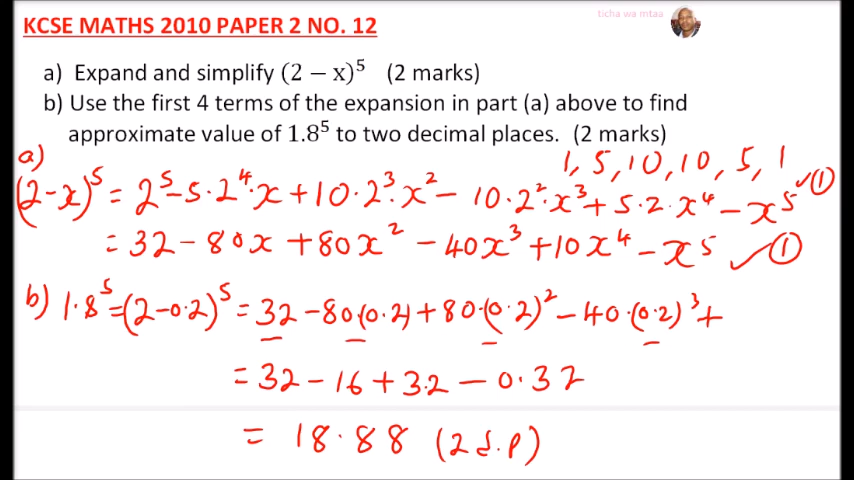 ticha wa mtaa
KCSE MATHS 2010 PAPER 2 NO. 12
a) Expand and simplify (2 − x)⁵ (2 marks)
b) Use the first 4 terms of the expansion in part (a) above to find
approximate value of 1.8⁵ to two decimal places. (2 marks)
a) 1, 5, 10, 10, 5, 1
(2-x)⁵ = 2⁵ - 5·2⁴·x + 10·2³·x² - 10·2²·x³ + 5·2·x⁴ - x⁵ ✓①
= 32 - 80x + 80x² - 40x³ + 10x⁴ - x⁵ ✓①
b) 1.8⁵ = (2-0.2)⁵ = 32 - 80(0.2) + 80·(0.2)² - 40·(0.2)³ +
= 32 - 16 + 3.2 - 0.32
= 18.88 (2 d.p)